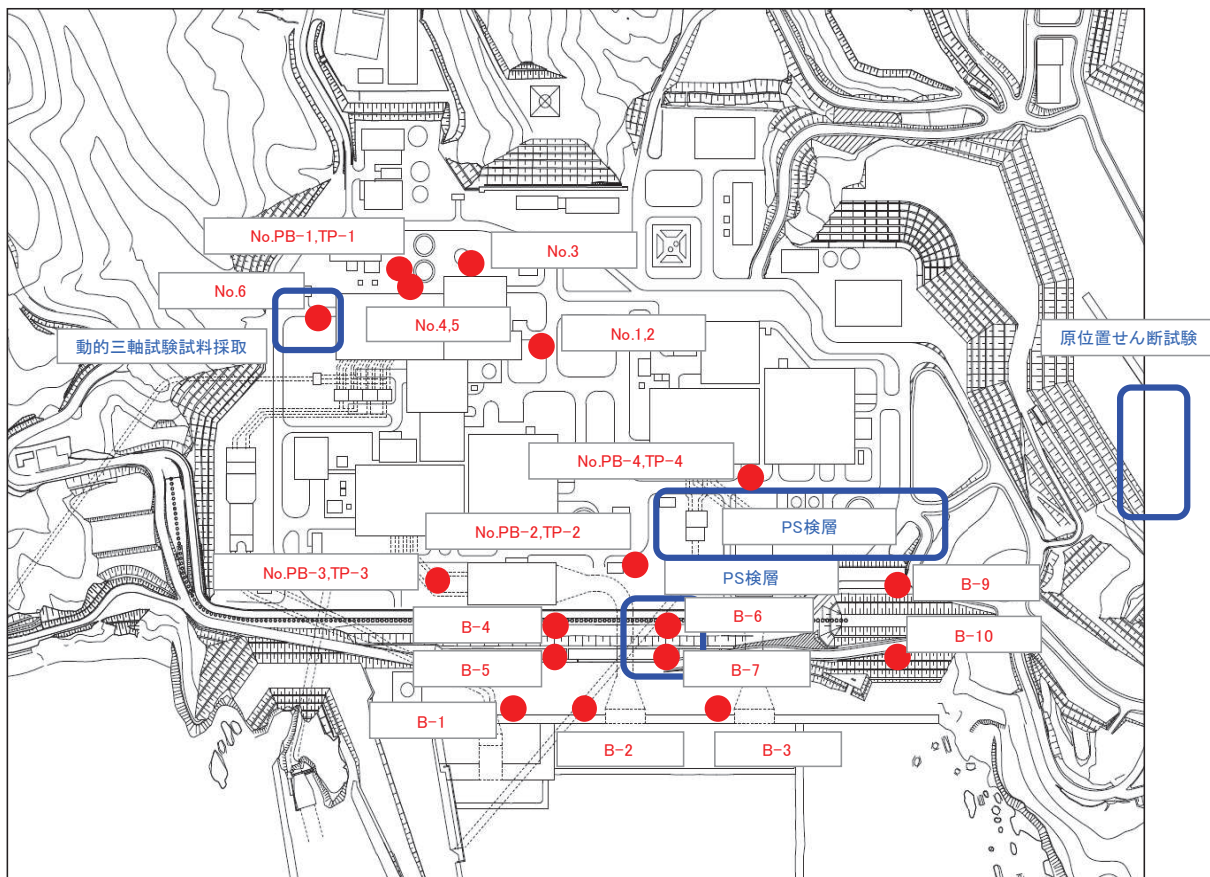 No.PB-1,TP-1
No.3
No.6
No.4,5
No.1,2
動的三軸試験試料採取
原位置せん断試験
No.PB-4,TP-4
No.PB-2,TP-2
PS検層
No.PB-3,TP-3
PS検層
B-9
B-4
B-6
B-10
B-5
B-7
B-1
B-2
B-3